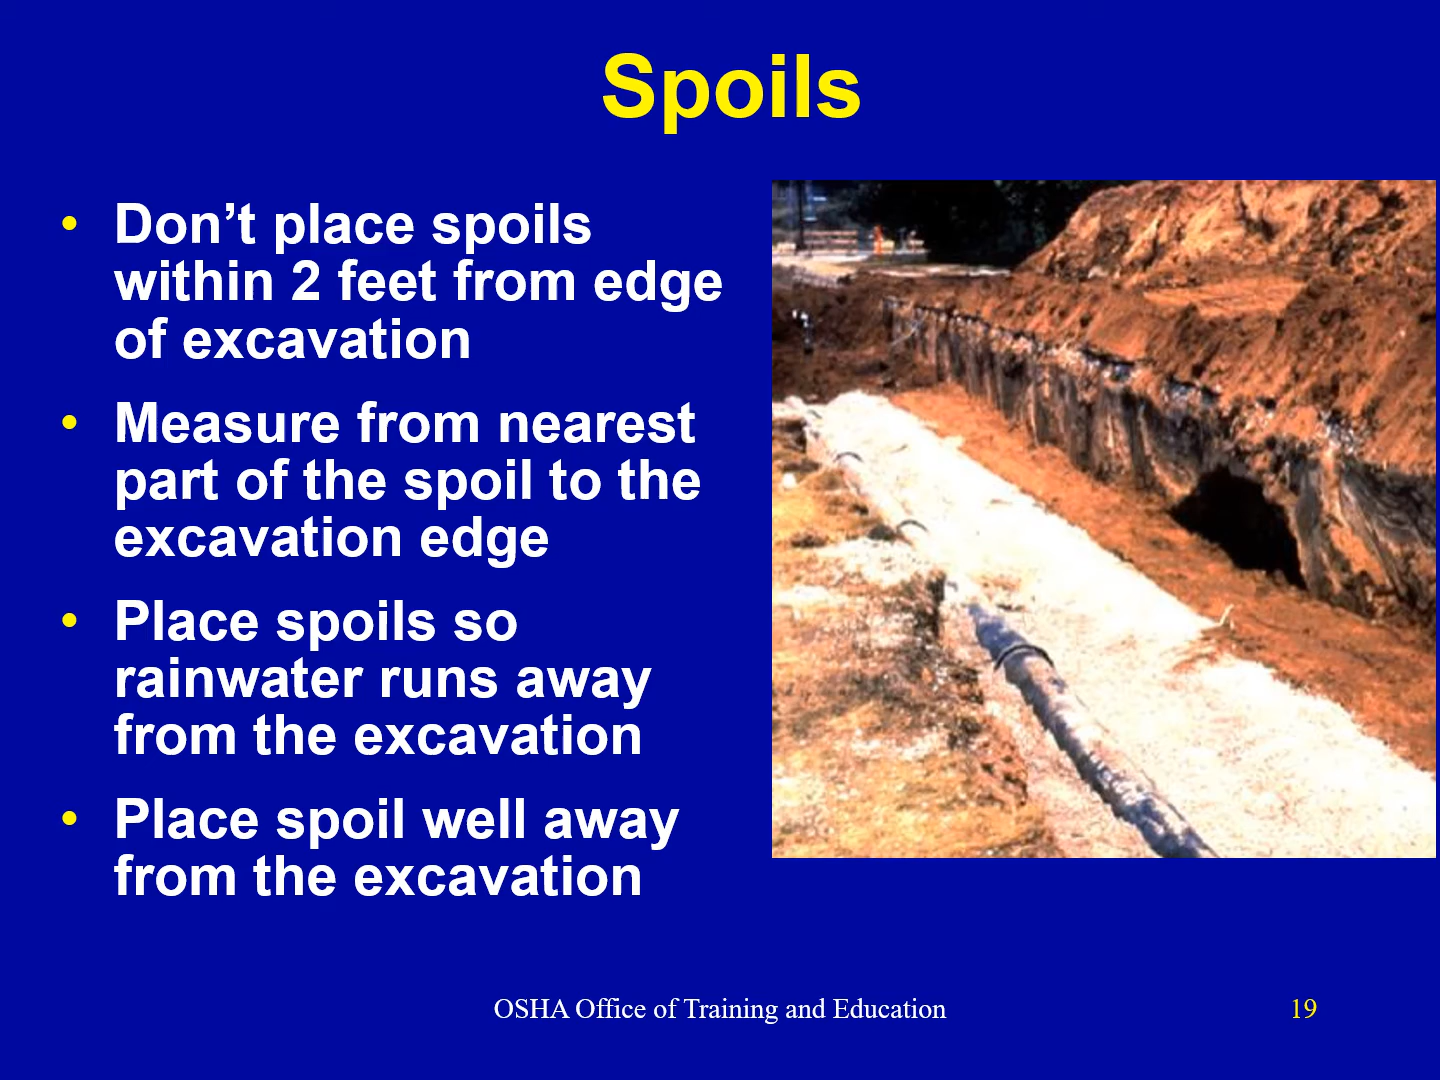 Spoils
• Don’t place spoils
within 2 feet from edge
of excavation
• Measure from nearest
part of the spoil to the
excavation edge
• Place spoils so
rainwater runs away
from the excavation
• Place spoil well away
from the excavation
OSHA Office of Training and Education
19